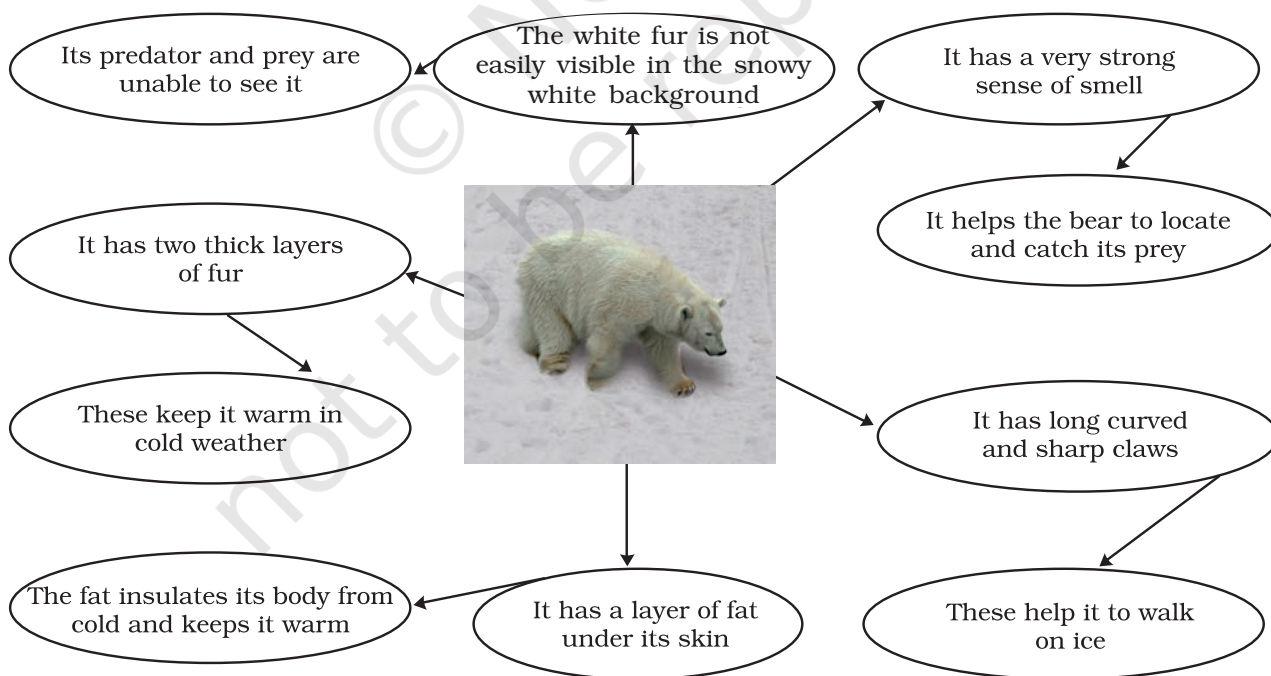 Its predator and prey are
unable to see it
The white fur is not
easily visible in the snowy
white background
It has a very strong
sense of smell
It helps the bear to locate
and catch its prey
It has two thick layers
of fur
These keep it warm in
cold weather
It has long curved
and sharp claws
The fat insulates its body from
cold and keeps it warm
It has a layer of fat
under its skin
These help it to walk
on ice
© N
not to be rep